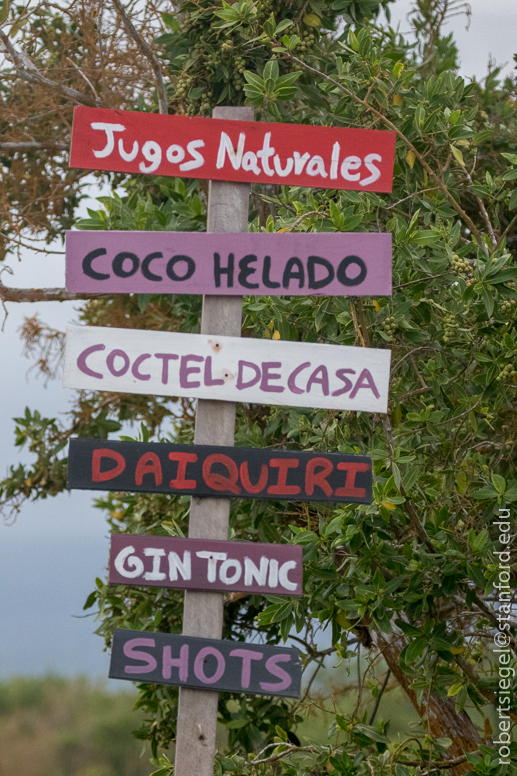 Jugos Naturales
COCO HELADO
COCTEL DE CASA
DAIQUIRI
GIN TONIC
SHOTS
robertsiegel@stanford.edu